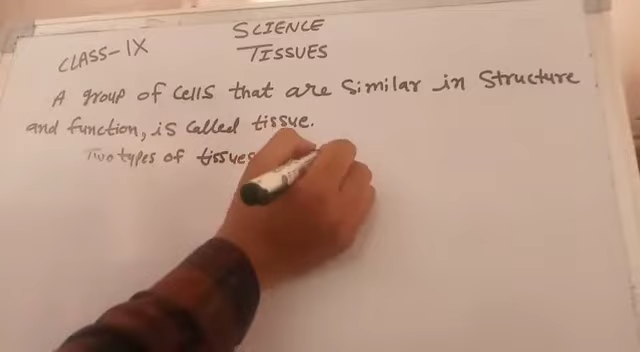 CLASS-IX
SCIENCE
TISSUES
A group of cells that are similar in structure
and function, is called tissue.
Two types of tissues